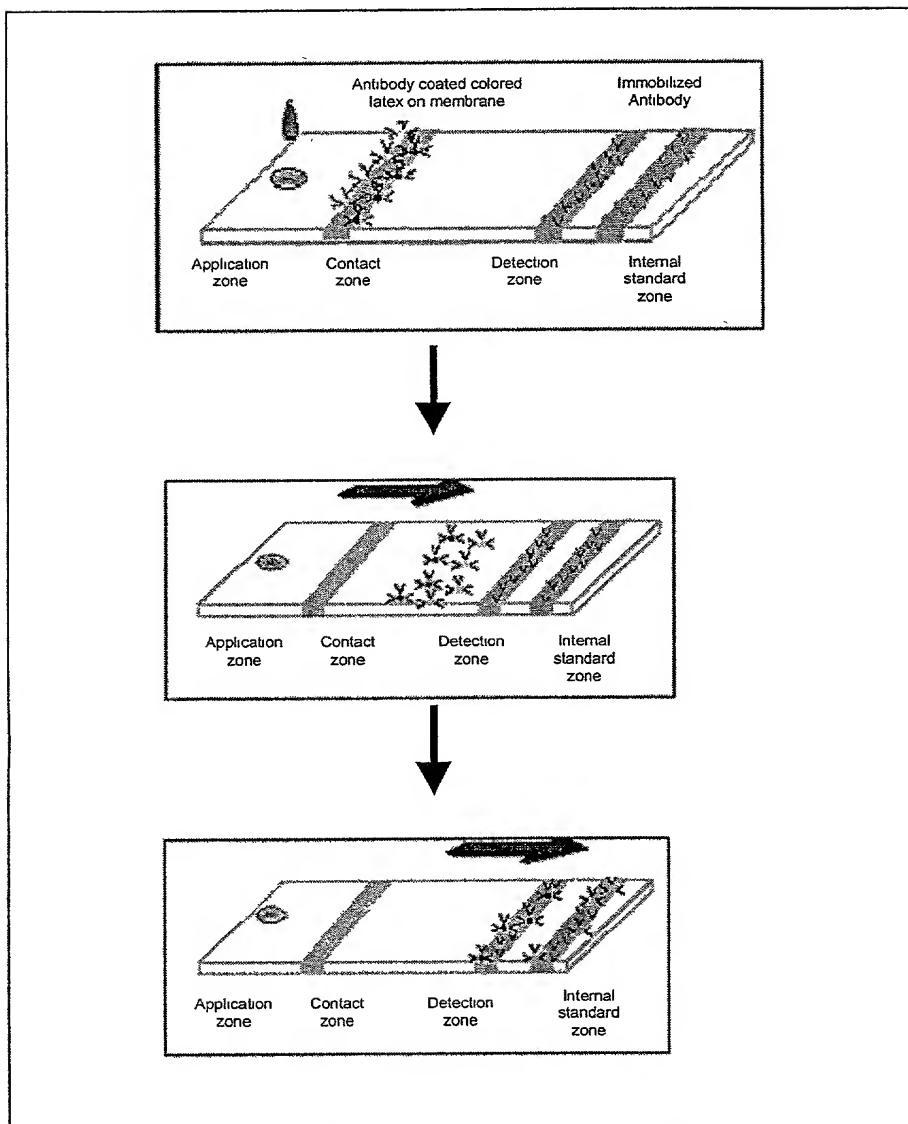 Antibody coated colored
latex on membrane
Immobilized
Antibody
Application
zone
Contact
zone
Detection
zone
Internal
standard
zone
Application
zone
Contact
zone
Detection
zone
Internal
standard
zone
Application
zone
Contact
zone
Detection
zone
Internal
standard
zone